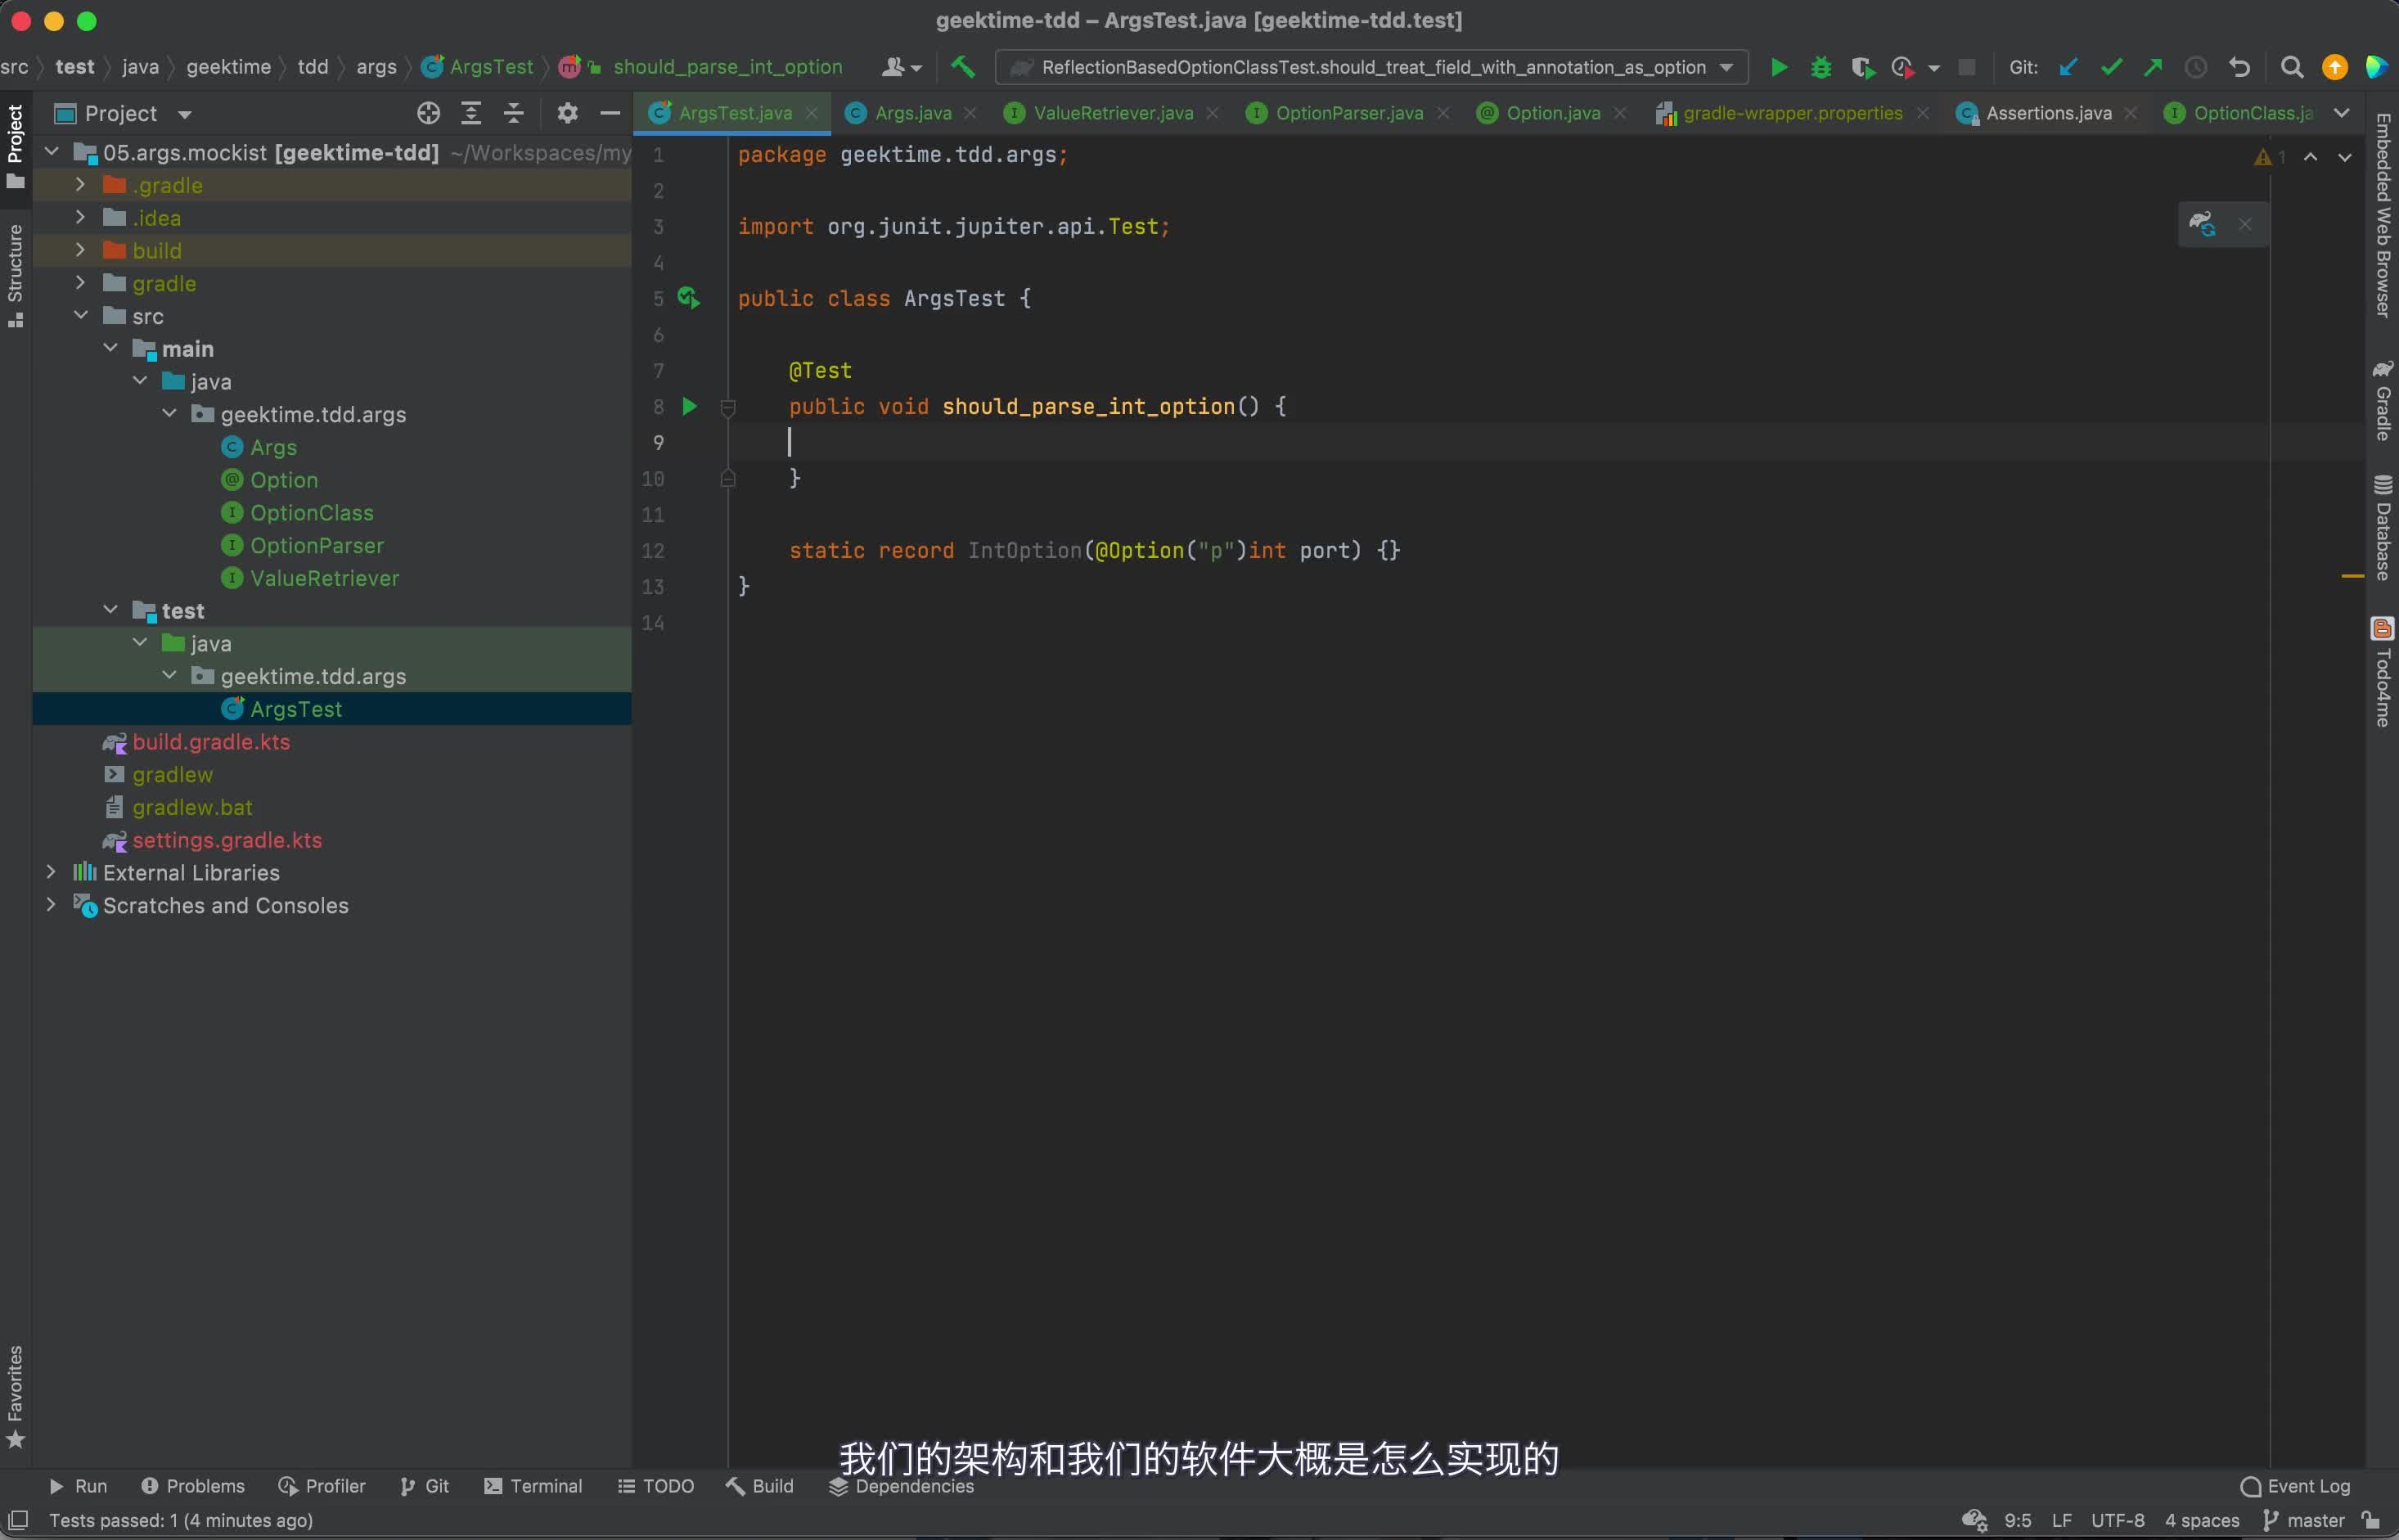 geektime-tdd – ArgsTest.java [geektime-tdd.test]
src test java geektime tdd args ArgsTest should_parse_int_option ReflectionBasedOptionClassTest.should_treat_field_with_annotation_as_option Git:
Project
ArgsTest.java Args.java ValueRetriever.java OptionParser.java Option.java gradle-wrapper.properties Assertions.java OptionClass.ja
Project
Structure
Favorites
05.args.mockist [geektime-tdd] ~/Workspaces/my
.gradle
.idea
build
gradle
src
main
java
geektime.tdd.args
Args
Option
OptionClass
OptionParser
ValueRetriever
test
java
geektime.tdd.args
ArgsTest
build.gradle.kts
gradlew
gradlew.bat
settings.gradle.kts
External Libraries
Scratches and Consoles
1 package geektime.tdd.args;
2
3 import org.junit.jupiter.api.Test;
4
5 public class ArgsTest {
6
7 @Test
8 public void should_parse_int_option() {
9
10 }
11
12 static record IntOption(@Option("p")int port) {}
13 }
14
1
Embedded Web Browser
Gradle
Database
Todo4me
我们的架构和我们的软件大概是怎么实现的
Run Problems Profiler Git Terminal TODO Build Dependencies Event Log
Tests passed: 1 (4 minutes ago) 9:5 LF UTF-8 4 spaces master